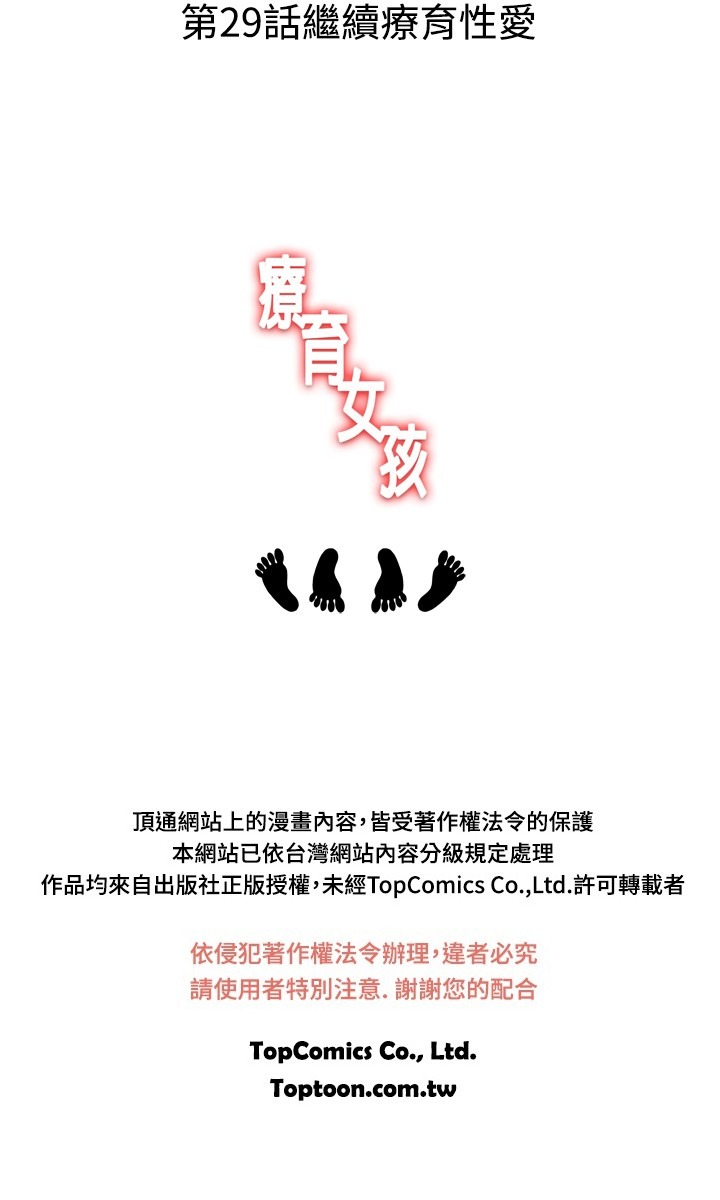 第29話繼續療育性愛
療育女孩
頂通網站上的漫畫內容，皆受著作權法令的保護
本網站已依台灣網站內容分級規定處理
作品均來自出版社正版授權，未經TopComics Co.,Ltd.許可轉載者
依侵犯著作權法令辦理，違者必究
請使用者特別注意. 謝謝您的配合
TopComics Co., Ltd.
Toptoon.com.tw